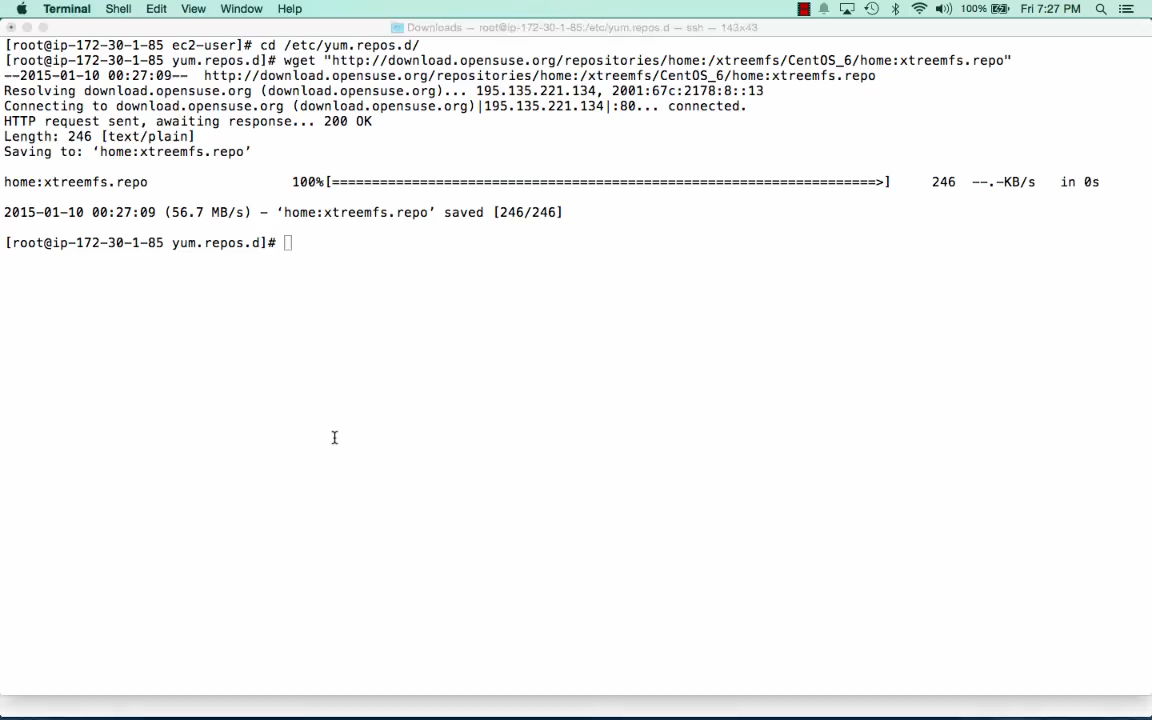 Terminal Shell Edit View Window Help 100% Fri 7:27 PM
Downloads — root@ip-172-30-1-85:/etc/yum.repos.d — ssh — 143x43
[root@ip-172-30-1-85 ec2-user]# cd /etc/yum.repos.d/
[root@ip-172-30-1-85 yum.repos.d]# wget "http://download.opensuse.org/repositories/home:/xtreemfs/CentOS_6/home:xtreemfs.repo"
--2015-01-10 00:27:09--  http://download.opensuse.org/repositories/home:/xtreemfs/CentOS_6/home:xtreemfs.repo
Resolving download.opensuse.org (download.opensuse.org)... 195.135.221.134, 2001:67c:2178:8::13
Connecting to download.opensuse.org (download.opensuse.org)|195.135.221.134|:80... connected.
HTTP request sent, awaiting response... 200 OK
Length: 246 [text/plain]
Saving to: ‘home:xtreemfs.repo’
home:xtreemfs.repo 100%[=====================================================================>] 246 --.-KB/s in 0s
2015-01-10 00:27:09 (56.7 MB/s) - ‘home:xtreemfs.repo’ saved [246/246]
[root@ip-172-30-1-85 yum.repos.d]#